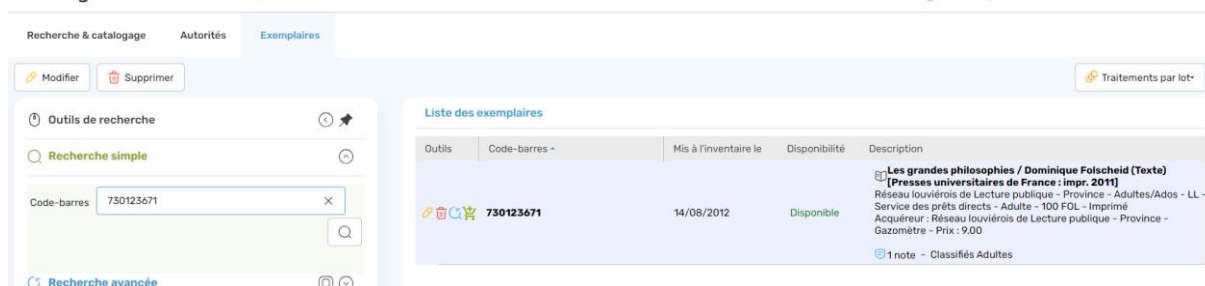 Recherche & catalogage Autorités Exemplaires
Modifier Supprimer Traitements par lot
Outils de recherche
Recherche simple
Code-barres 730123671
Recherche avancée
Liste des exemplaires
Outils Code-barres Mis à l'inventaire le Disponibilité Description
730123671 14/08/2012 Disponible
Les grandes philosophies / Dominique Folscheid (Texte)
[Presses universitaires de France : impr. 2011]
Réseau louviérois de Lecture publique - Province - Adultes/Ados - LL -
Service des prêts directs - Adulte - 100 FOL - Imprimé
Acquéreur : Réseau louviérois de Lecture publique - Province -
Gazomètre - Prix : 9.00
1 note - Classifiés Adultes